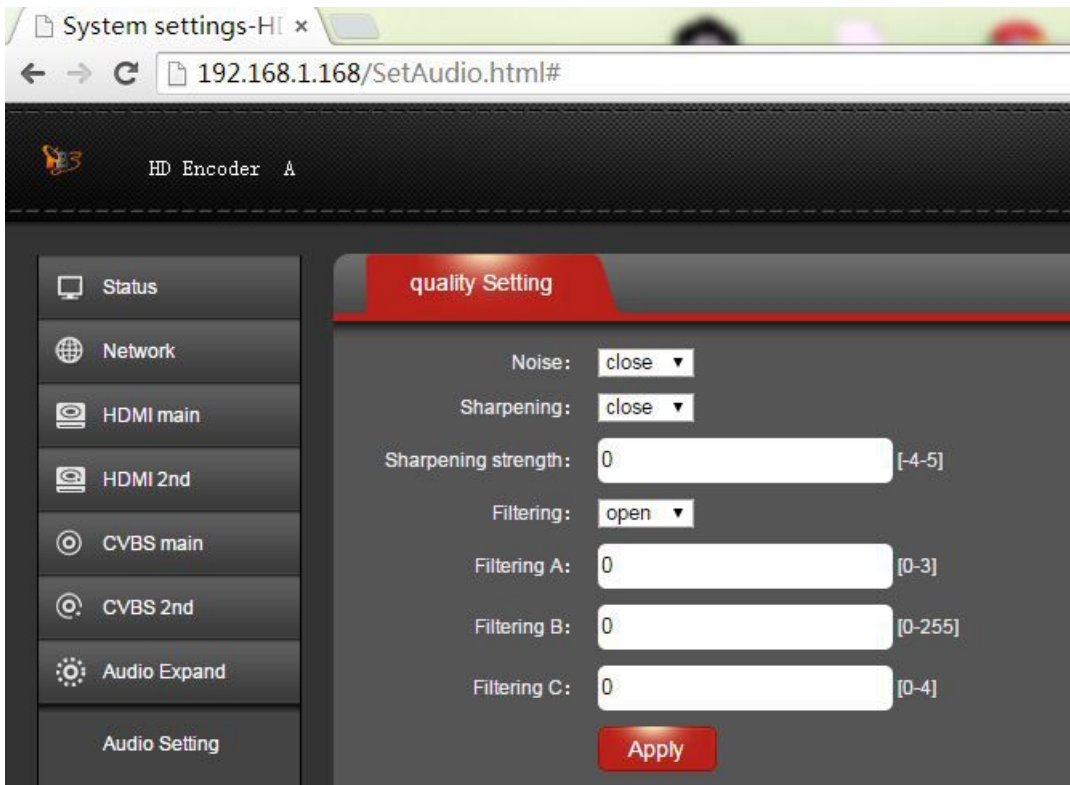 System settings-H
192.168.1.168/SetAudio.html#
HD Encoder A
Status
Network
HDMI main
HDMI 2nd
CVBS main
CVBS 2nd
Audio Expand
Audio Setting
quality Setting
Noise: close
Sharpening: close
Sharpening strength: 0 [-4-5]
Filtering: open
Filtering A: 0 [0-3]
Filtering B: 0 [0-255]
Filtering C: 0 [0-4]
Apply